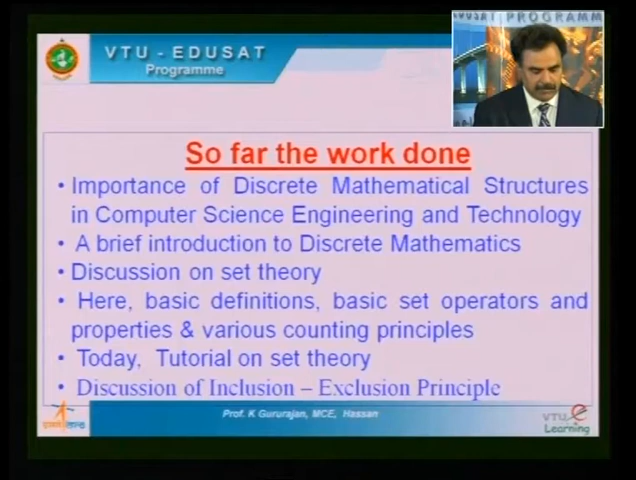 VTU - EDUSAT
Programme
EDUSAT PROGRAMM
So far the work done
• Importance of Discrete Mathematical Structures
in Computer Science Engineering and Technology
• A brief introduction to Discrete Mathematics
• Discussion on set theory
• Here, basic definitions, basic set operators and
properties & various counting principles
• Today, Tutorial on set theory
• Discussion of Inclusion – Exclusion Principle
Prof. K Gururajan, MCE, Hassan
VTU e
Learning